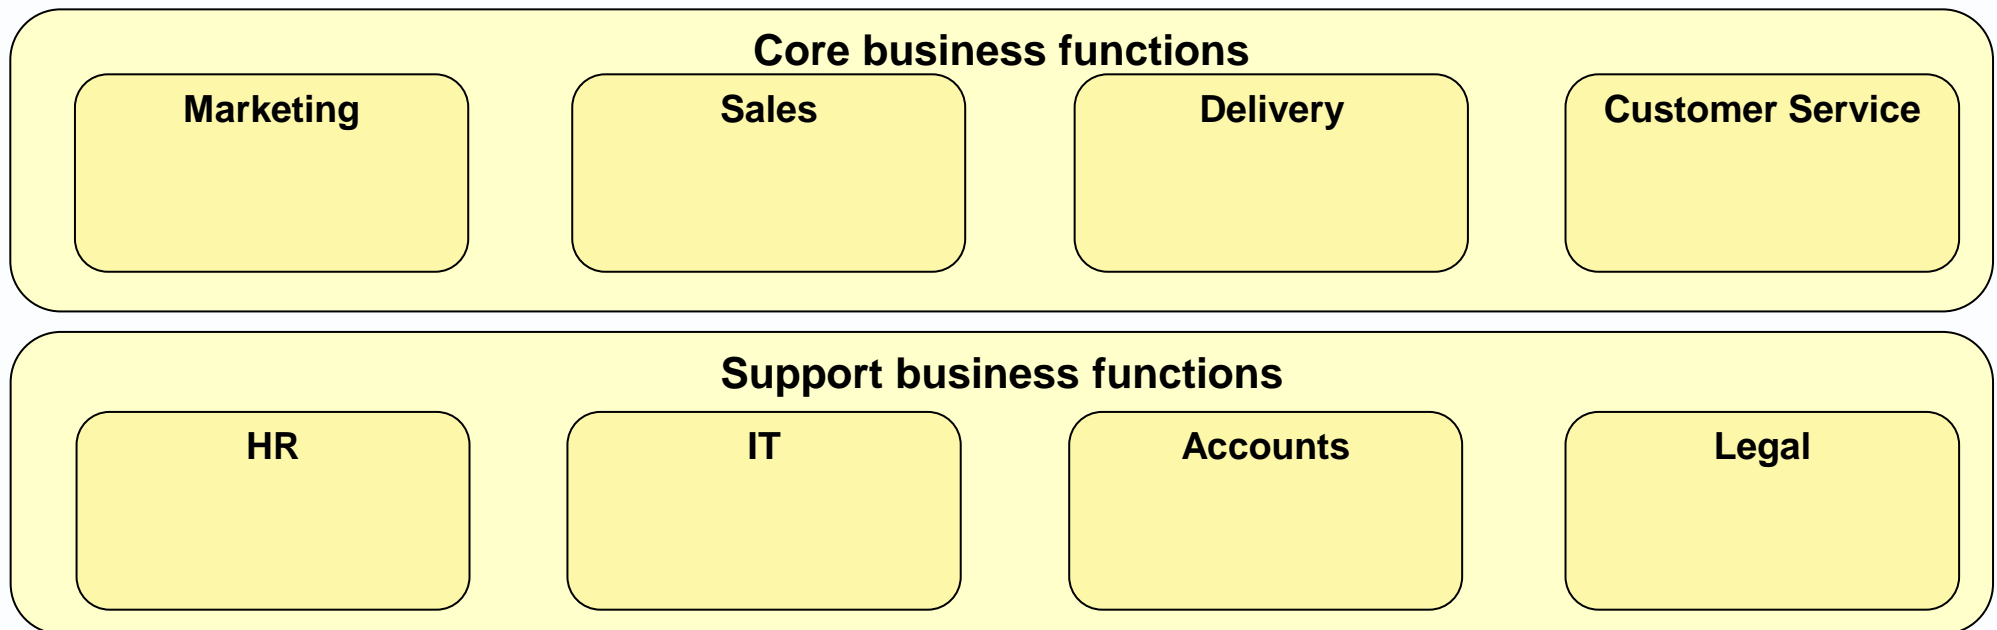 Core business functions
Marketing
Sales
Delivery
Customer Service
Support business functions
HR
IT
Accounts
Legal